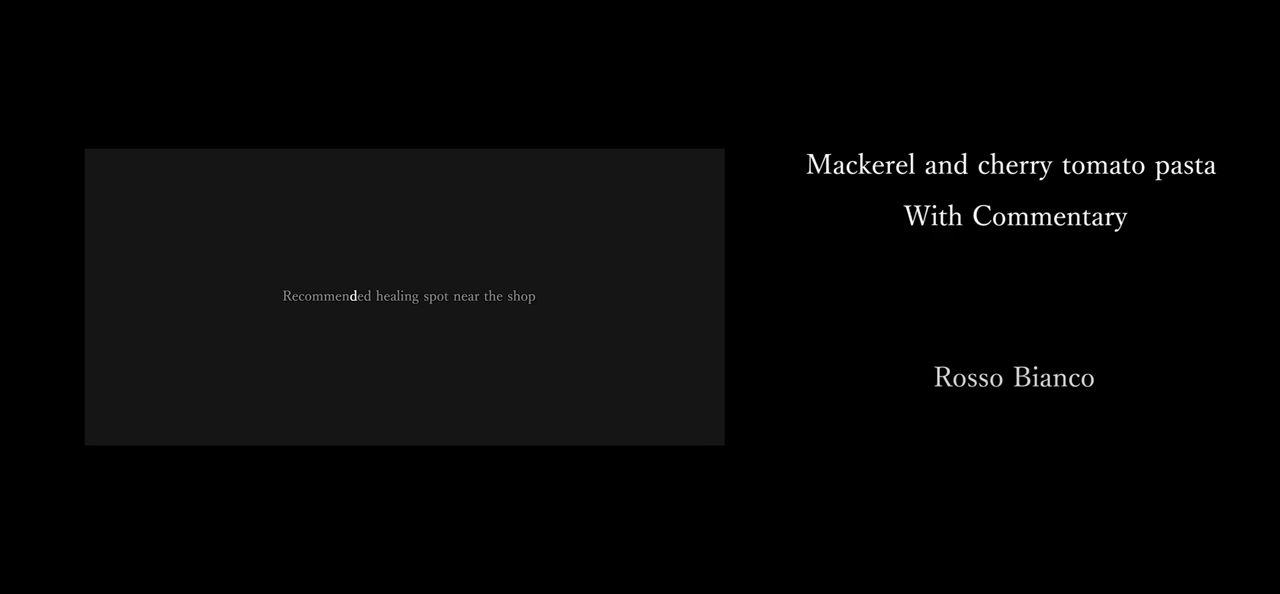 Recommended healing spot near the shop
Mackerel and cherry tomato pasta
With Commentary
Rosso Bianco